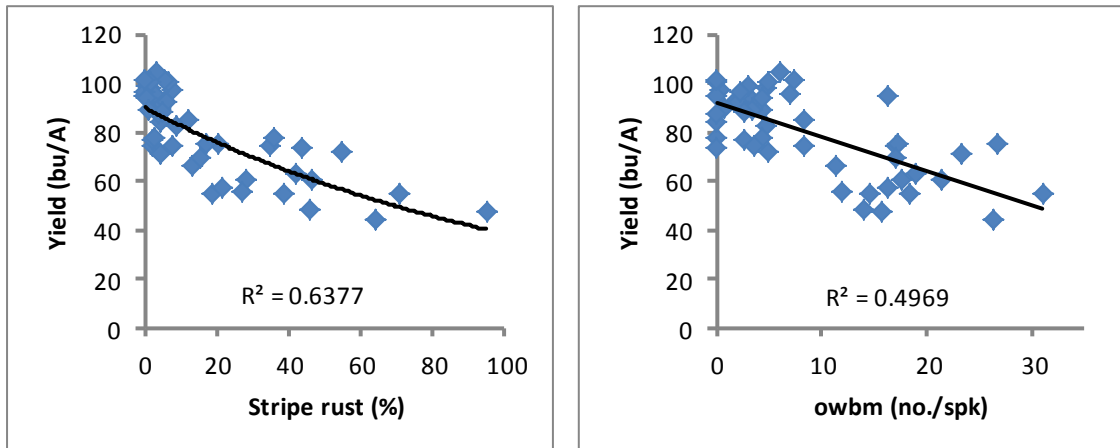 120
100
80
60
40
20
0
Yield (bu/A)
R² = 0.6377
0 20 40 60 80 100
Stripe rust (%)
120
100
80
60
40
20
0
Yield (bu/A)
R² = 0.4969
0 10 20 30
owbm (no./spk)